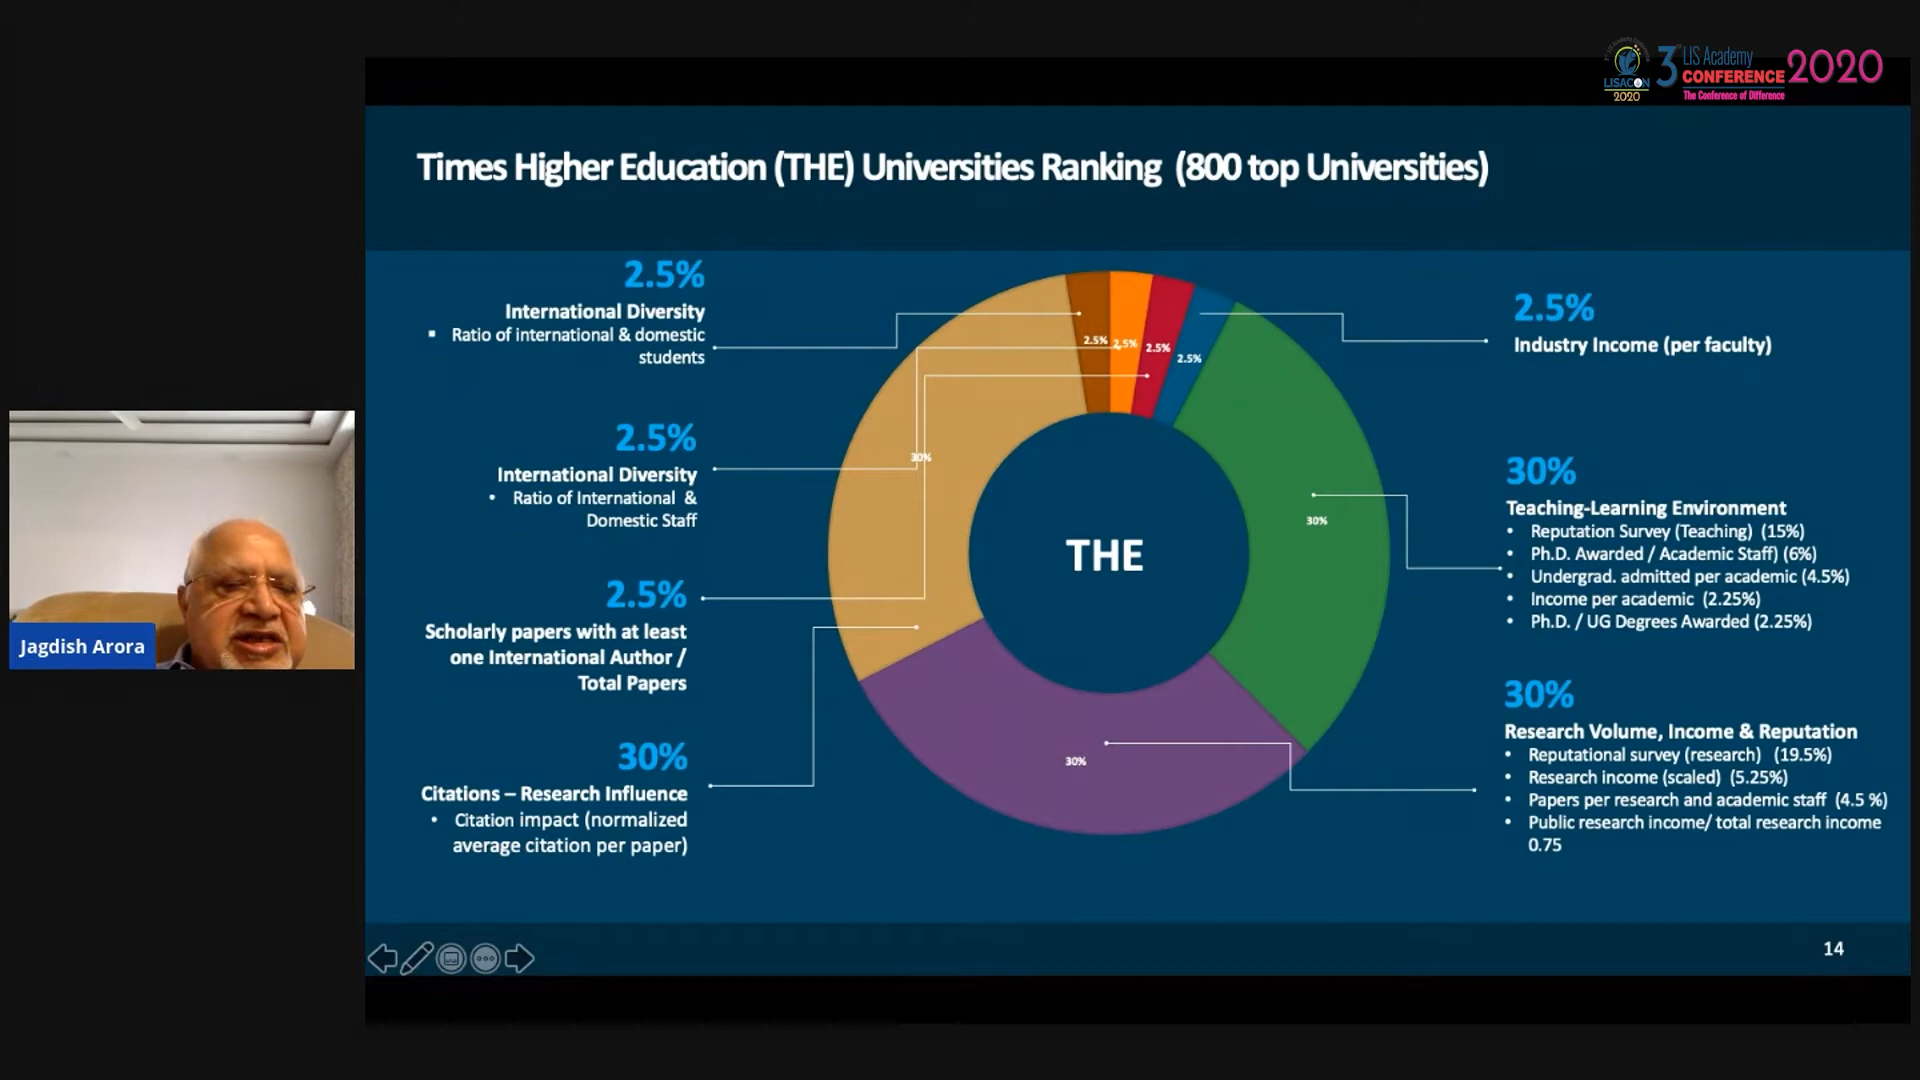 LISACON
2020
3rd LIS Academy
CONFERENCE 2020
The Conference of Difference
Times Higher Education (THE) Universities Ranking (800 top Universities)
2.5%
International Diversity
▪ Ratio of international & domestic
students
2.5%
International Diversity
• Ratio of International &
Domestic Staff
2.5%
Scholarly papers with at least
one International Author /
Total Papers
30%
Citations – Research Influence
• Citation impact (normalized
average citation per paper)
2.5%
2.5%
2.5%
2.5%
30%
30%
30%
THE
2.5%
Industry Income (per faculty)
30%
Teaching-Learning Environment
• Reputation Survey (Teaching) (15%)
• Ph.D. Awarded / Academic Staff) (6%)
• Undergrad. admitted per academic (4.5%)
• Income per academic (2.25%)
• Ph.D. / UG Degrees Awarded (2.25%)
30%
Research Volume, Income & Reputation
• Reputational survey (research) (19.5%)
• Research income (scaled) (5.25%)
• Papers per research and academic staff (4.5 %)
• Public research income/ total research income
0.75
Jagdish Arora
14